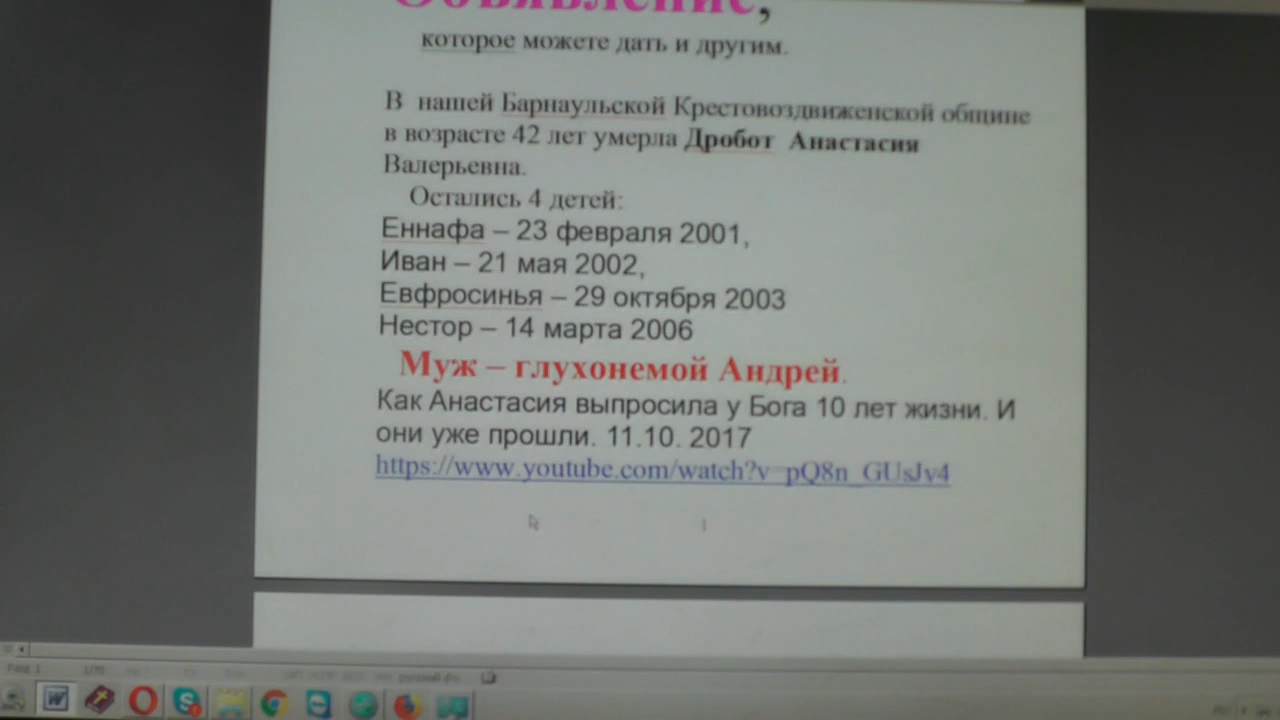 Объявление,
которое можете дать и другим.
В нашей Барнаульской Крестовоздвиженской общине
в возрасте 42 лет умерла Дробот Анастасия
Валерьевна.
Остались 4 детей:
Еннафа – 23 февраля 2001,
Иван – 21 мая 2002,
Евфросинья – 29 октября 2003
Нестор – 14 марта 2006
Муж – глухонемой Андрей.
Как Анастасия выпросила у Бога 10 лет жизни. И
они уже прошли. 11.10. 2017
https://www.youtube.com/watch?v=pQ8n_GUsJv4